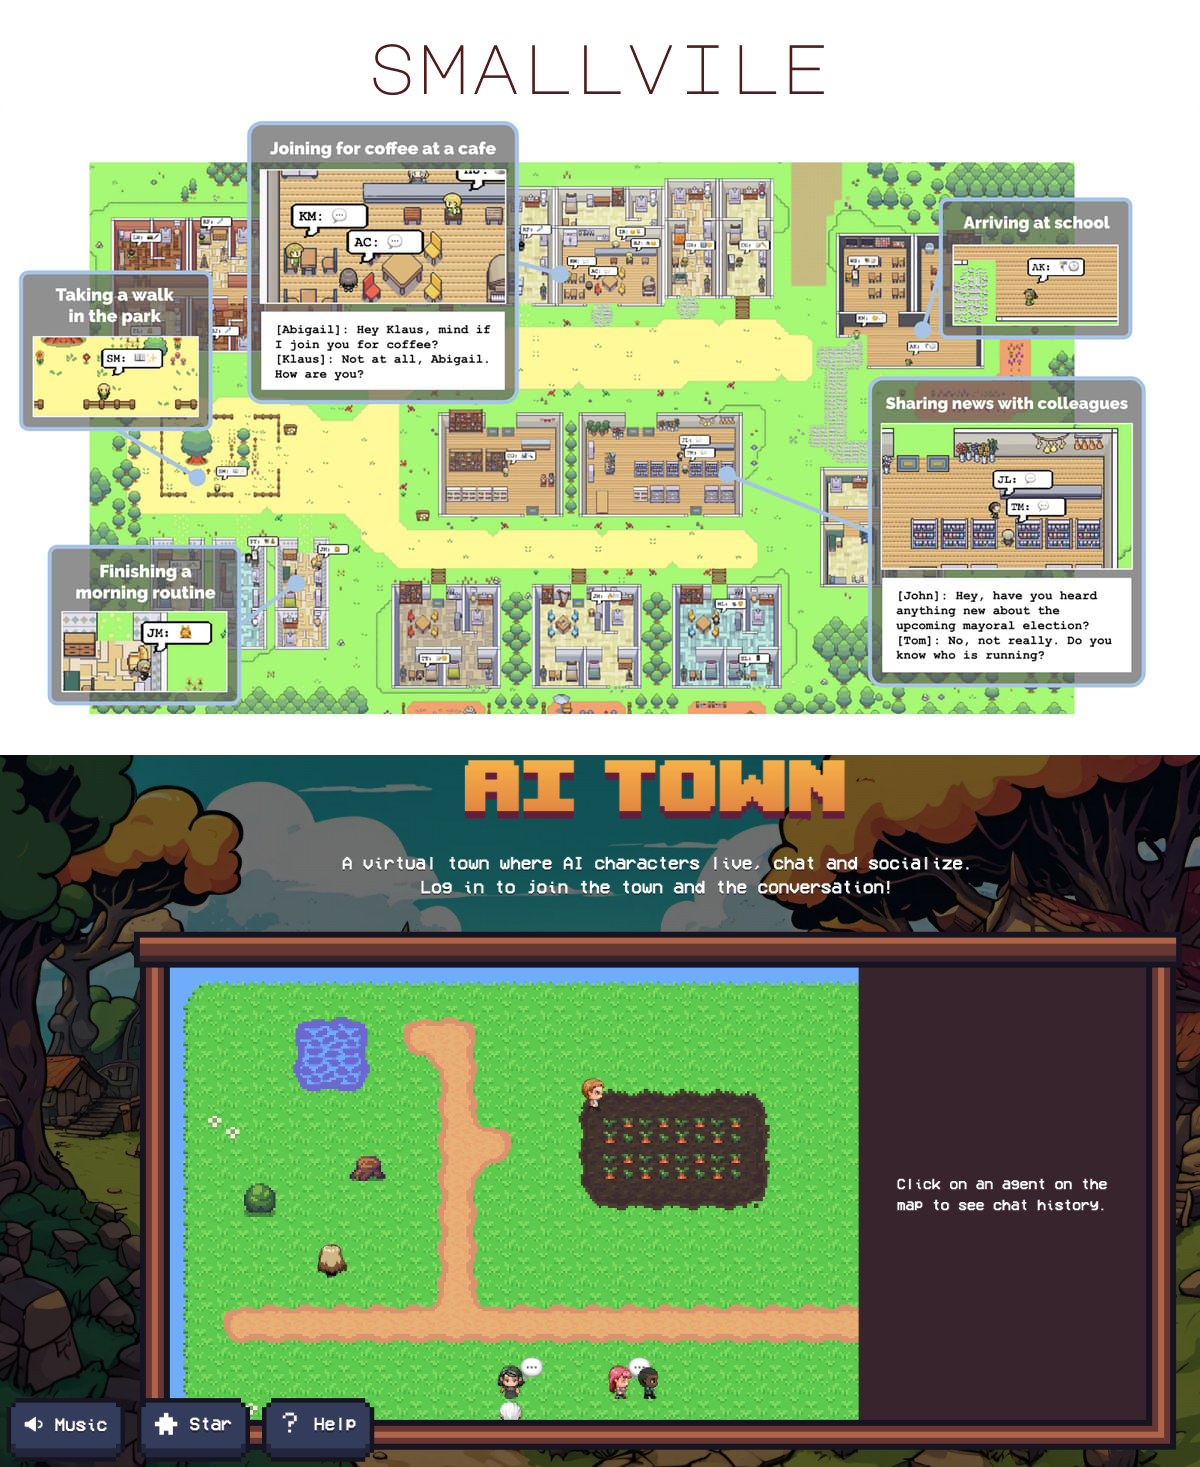 SMALLVILE
Joining for coffee at a cafe
KM:
AC:
[Abigail]: Hey Klaus, mind if
I join you for coffee?
[Klaus]: Not at all, Abigail.
How are you?
Taking a walk
in the park
SM:
Arriving at school
AK:
Sharing news with colleagues
JL:
TM:
[John]: Hey, have you heard
anything new about the
upcoming mayoral election?
[Tom]: No, not really. Do you
know who is running?
Finishing a
morning routine
JM:
AI TOWN
A virtual town where AI characters live, chat and socialize.
Log in to join the town and the conversation!
Click on an agent on the
map to see chat history.
Music
Star
Help